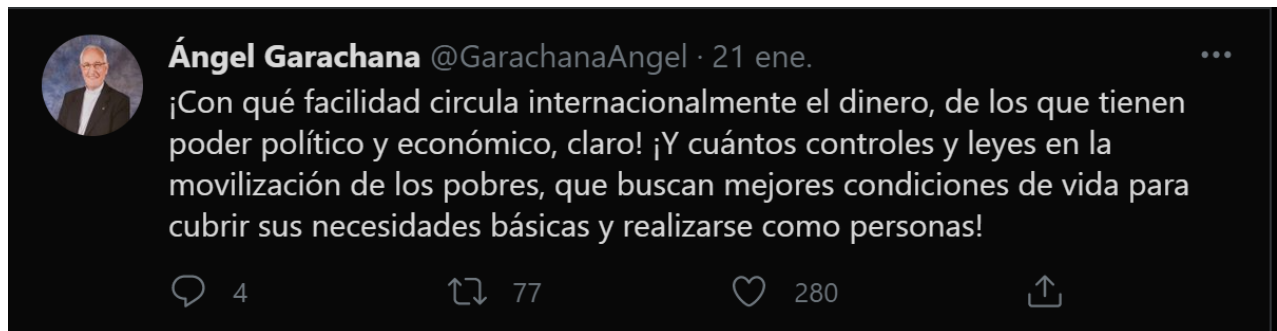 Ángel Garachana @GarachanaAngel · 21 ene.
¡Con qué facilidad circula internacionalmente el dinero, de los que tienen
poder político y económico, claro! ¡Y cuántos controles y leyes en la
movilización de los pobres, que buscan mejores condiciones de vida para
cubrir sus necesidades básicas y realizarse como personas!
4 77 280